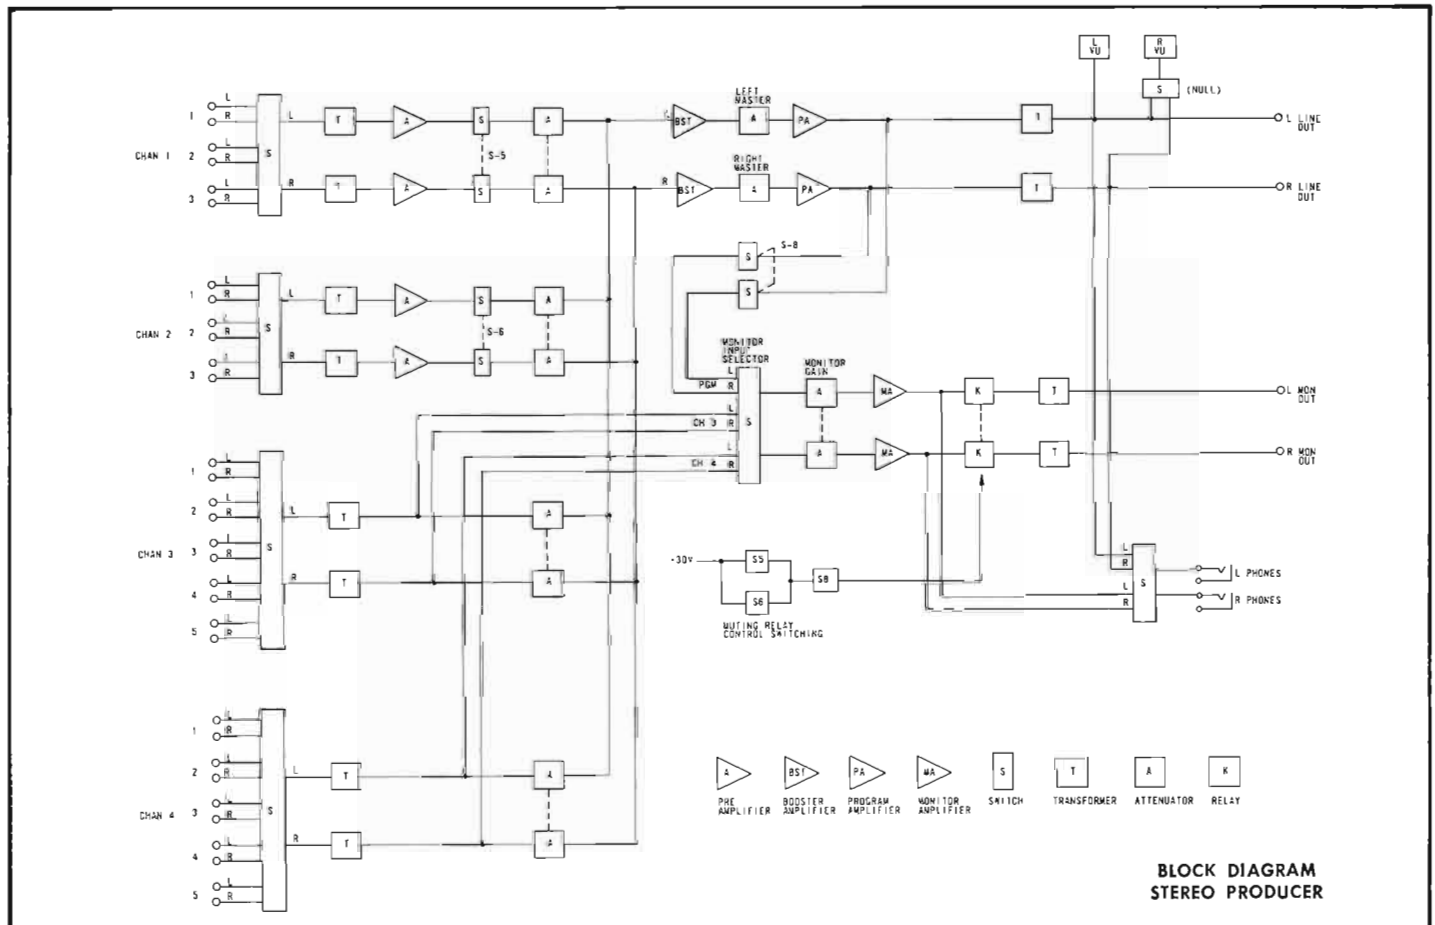 L
VU
R
VU
S (NULL)
LEFT
MASTER
L
1 R
S L T A S A L BST A PA T L LINE
OUT
CHAN 1 2 L
R
S-5
RIGHT
MASTER
3 L
R
R T A S A R BST A PA T R LINE
OUT
S S-8
S
1 L
R
S L T A S A
CHAN 2 2 L
R
S-6
3 L
R
R T A S A
MONITOR
INPUT
SELECTOR
MONITOR
GAIN
PGM L
R
CH 3 L
R
CH 4 L
R
S
A MA K T L MON
OUT
A MA K T R MON
OUT
1 L
R
2 L
R
CHAN 3 3 L
R
4 L
R
5 L
R
S
L T A
R T A
+30V S5
S6
S8
MUTING RELAY
CONTROL SWITCHING
L
R
L
R
S
L PHONES
R PHONES
1 L
R
2 L
R
CHAN 4 3 L
R
4 L
R
5 L
R
S
L T A
R T A
A BST PA MA S T A K
PRE
AMPLIFIER
BOOSTER
AMPLIFIER
PROGRAM
AMPLIFIER
MONITOR
AMPLIFIER
SWITCH
TRANSFORMER
ATTENUATOR
RELAY
BLOCK DIAGRAM
STEREO PRODUCER